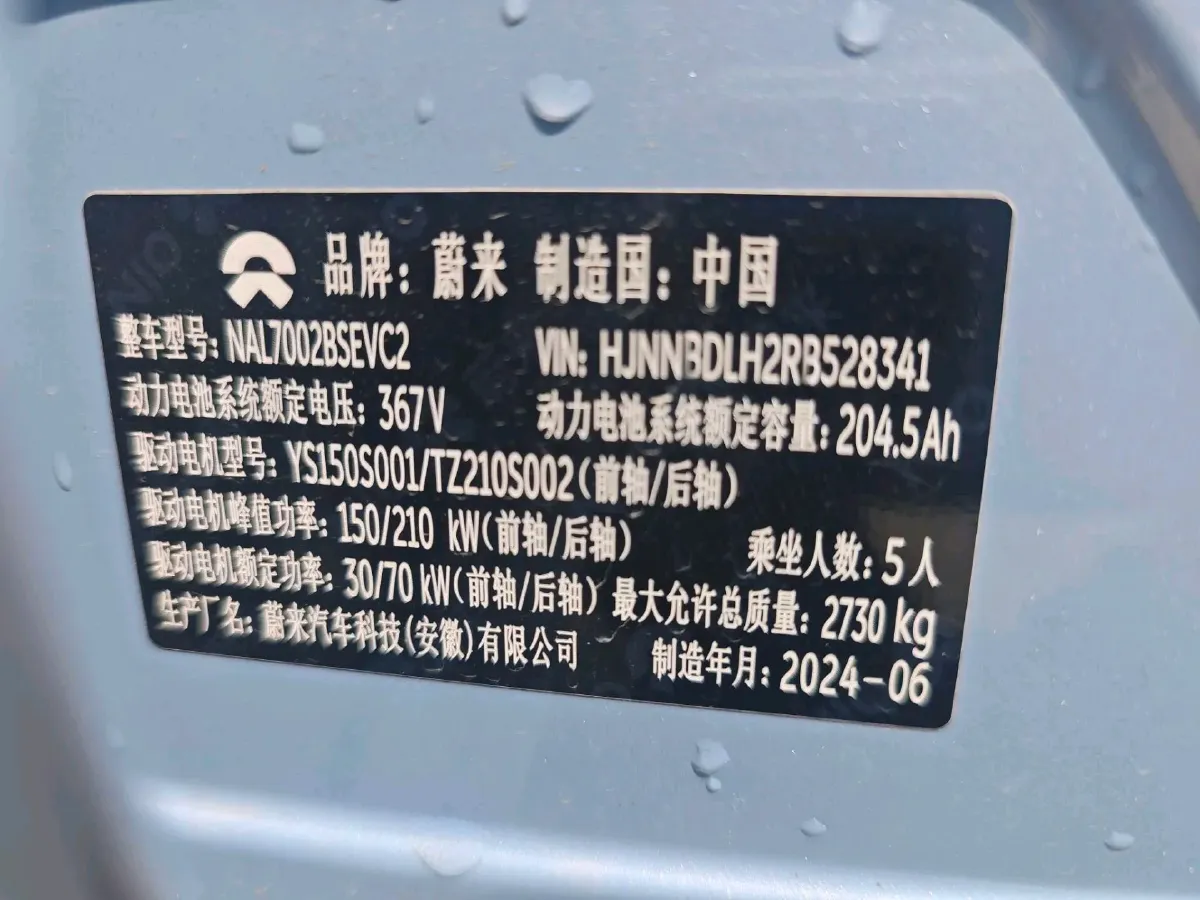 品牌：蔚来 制造国：中国
整车型号：NAL7002BSEVC2 VIN：HJNNBDLH2RB528341
动力电池系统额定电压：367V 动力电池系统额定容量：204.5Ah
驱动电机型号：YS150S001/TZ210S002(前轴/后轴)
驱动电机峰值功率：150/210 kW(前轴/后轴) 乘坐人数：5人
驱动电机额定功率：30/70 kW(前轴/后轴) 最大允许总质量：2730 kg
生产厂名：蔚来汽车科技(安徽)有限公司 制造年月：2024-06